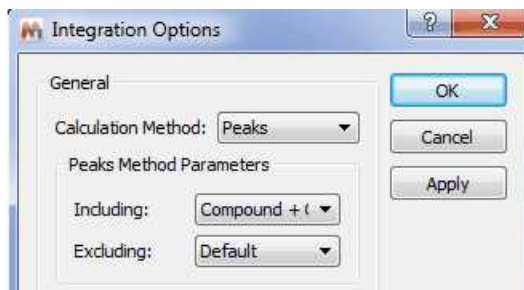 Integration Options
General
OK
Calculation Method: Peaks
Cancel
Peaks Method Parameters
Apply
Including: Compound + (
Excluding: Default